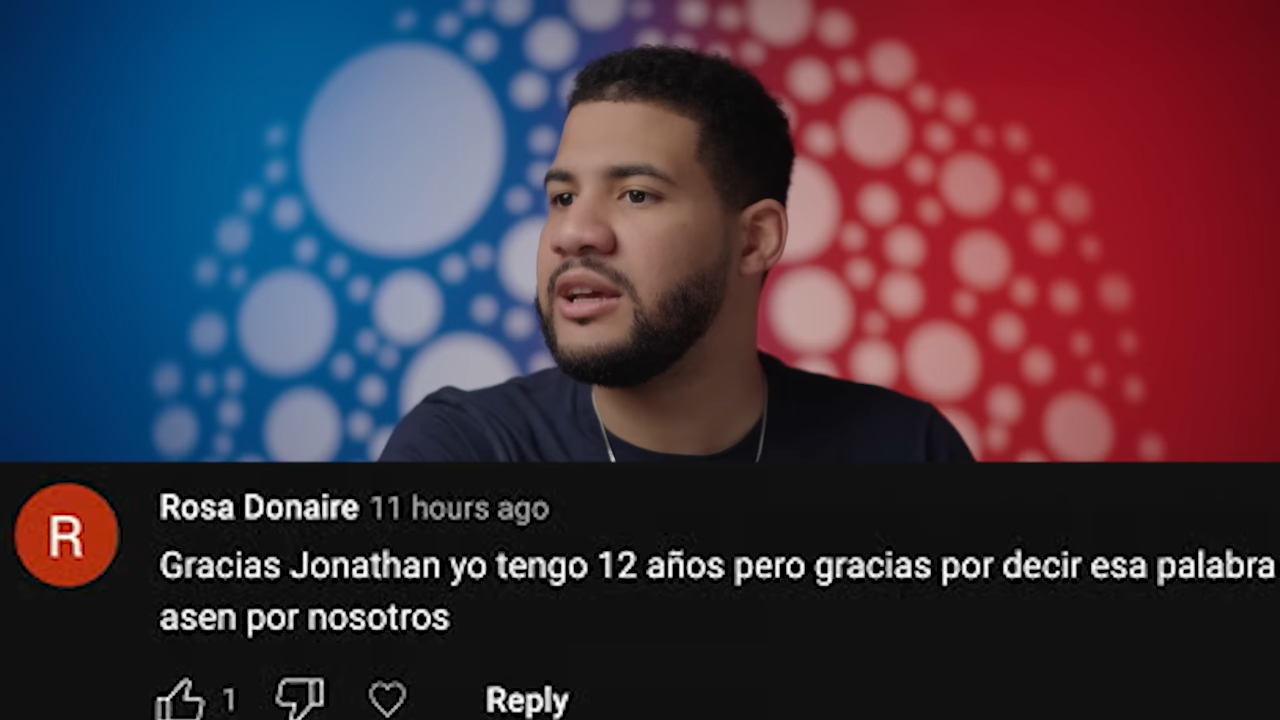 R
Rosa Donaire 11 hours ago
Gracias Jonathan yo tengo 12 años pero gracias por decir esa palabra
asen por nosotros
1
Reply